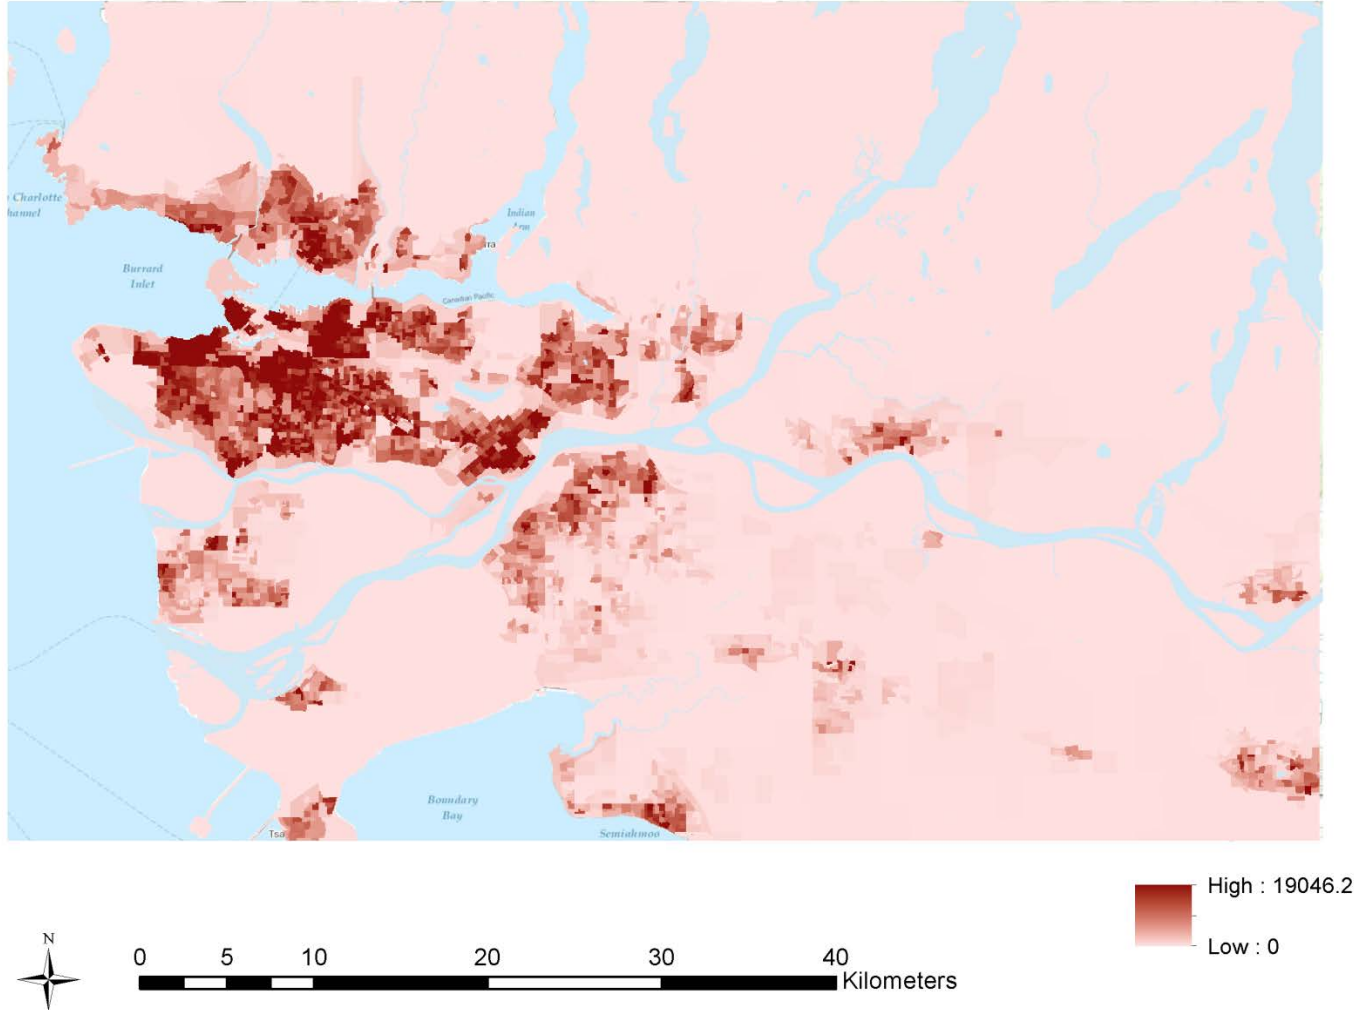 Charlotte
Indian
Burrard
Inlet
Canadian Pacific
Boundary
Bay
Tsa
Semiahmoo
High : 19046.2
Low : 0
N
0 5 10 20 30 40
Kilometers